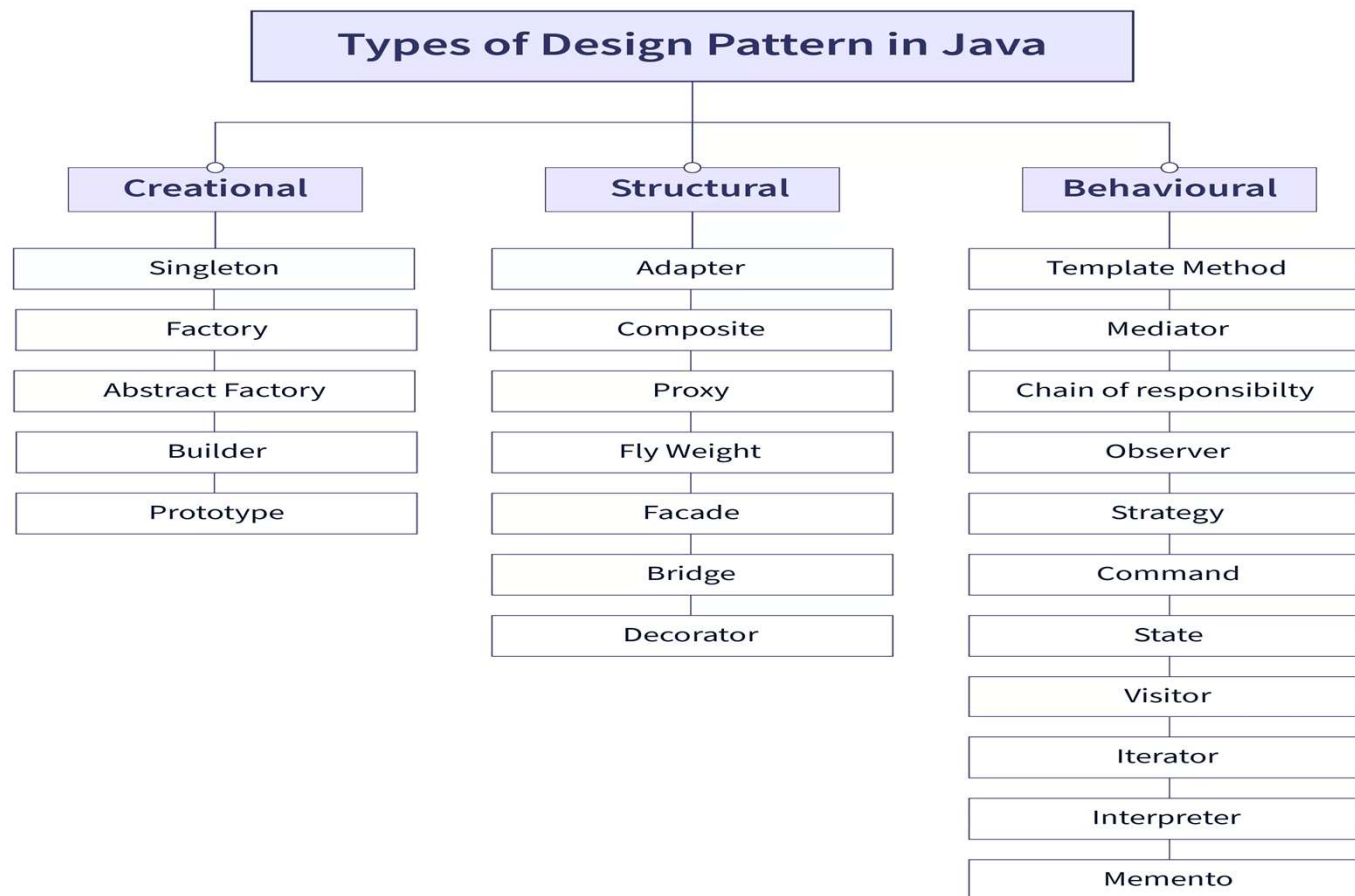 Types of Design Pattern in Java
Creational
Singleton
Factory
Abstract Factory
Builder
Prototype
Structural
Adapter
Composite
Proxy
Fly Weight
Facade
Bridge
Decorator
Behavioural
Template Method
Mediator
Chain of responsibilty
Observer
Strategy
Command
State
Visitor
Iterator
Interpreter
Memento